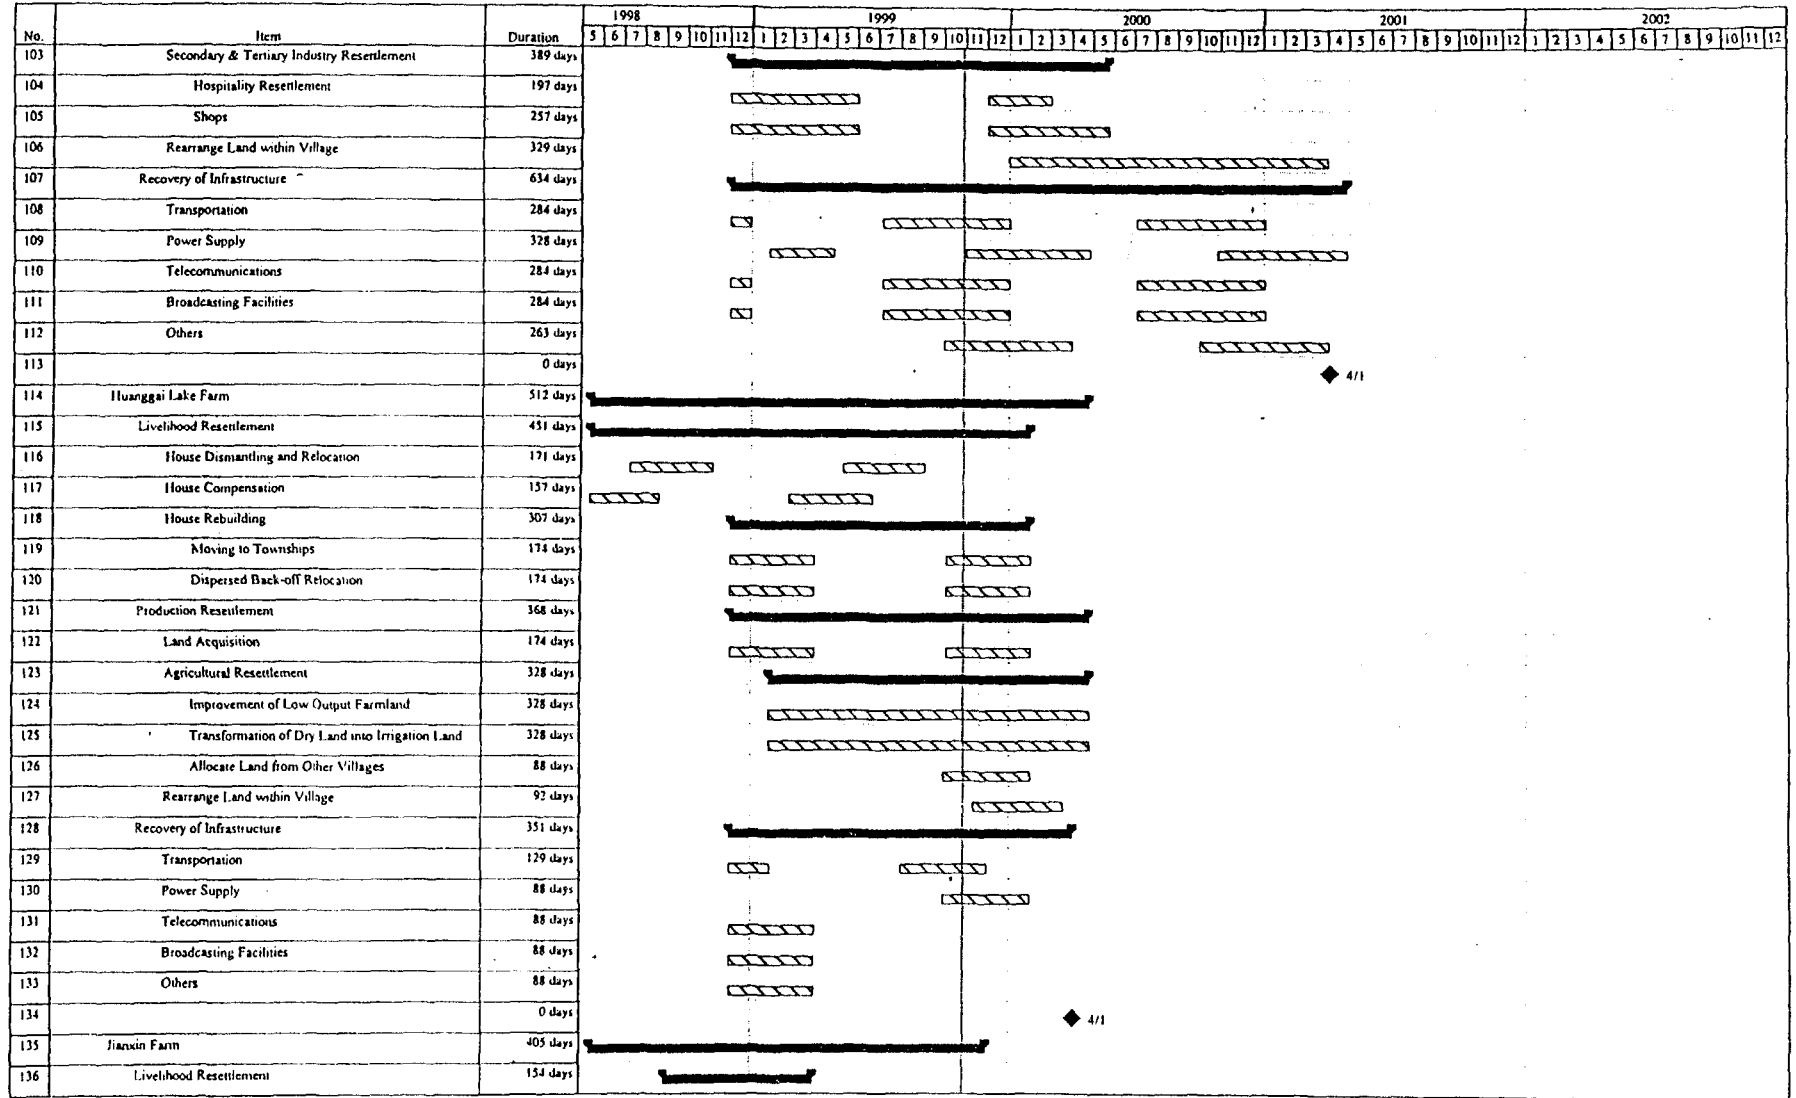 1998 1999 2000 2001 2002
No. Item Duration 5 6 7 8 9 10 11 12 1 2 3 4 5 6 7 8 9 10 11 12 1 2 3 4 5 6 7 8 9 10 11 12 1 2 3 4 5 6 7 8 9 10 11 12 1 2 3 4 5 6 7 8 9 10 11 12
103 Secondary & Tertiary Industry Resettlement 389 days
104 Hospitality Resettlement 197 days
105 Shops 257 days
106 Rearrange Land within Village 329 days
107 Recovery of Infrastructure 634 days
108 Transportation 284 days
109 Power Supply 328 days
110 Telecommunications 284 days
111 Broadcasting Facilities 284 days
112 Others 263 days
113 0 days 4/1
114 Huanggai Lake Farm 512 days
115 Livelihood Resettlement 451 days
116 House Dismantling and Relocation 171 days
117 House Compensation 157 days
118 House Rebuilding 307 days
119 Moving to Townships 174 days
120 Dispersed Back-off Relocation 174 days
121 Production Resettlement 368 days
122 Land Acquisition 174 days
123 Agricultural Resettlement 328 days
124 Improvement of Low Output Farmland 328 days
125 Transformation of Dry Land into Irrigation Land 328 days
126 Allocate Land from Other Villages 88 days
127 Rearrange Land within Village 92 days
128 Recovery of Infrastructure 351 days
129 Transportation 129 days
130 Power Supply 88 days
131 Telecommunications 88 days
132 Broadcasting Facilities 88 days
133 Others 88 days
134 0 days 4/1
135 Jianxin Farm 405 days
136 Livelihood Resettlement 154 days